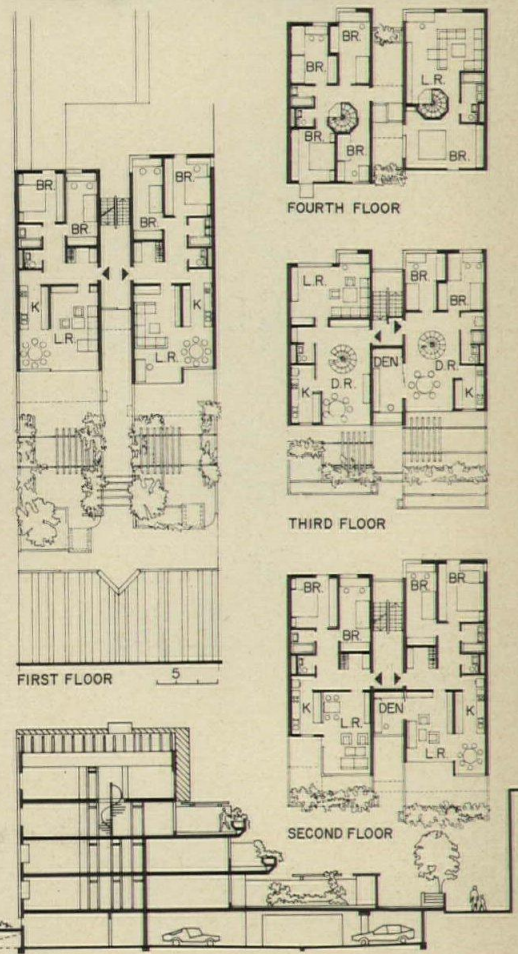 BR.
BR.
BR.
BR.
K
L.R.
L.R.
K
FIRST FLOOR
5
BR.
BR.
L.R.
BR.
BR.
BR.
FOURTH FLOOR
L.R.
BR.
BR.
K
D.R.
DEN
D.R.
K
THIRD FLOOR
BR.
BR.
BR.
BR.
K
L.R.
DEN
L.R.
K
SECOND FLOOR